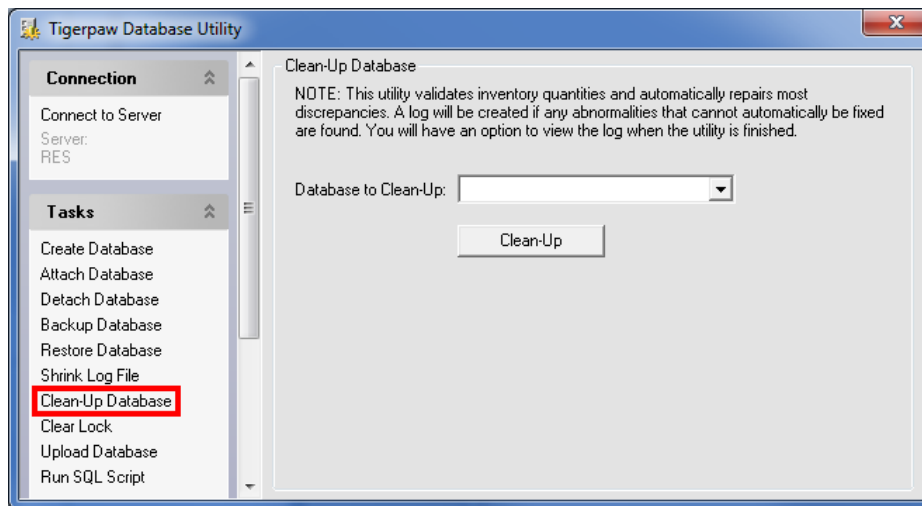 Tigerpaw Database Utility
Connection
Connect to Server
Server:
RES
Tasks
Create Database
Attach Database
Detach Database
Backup Database
Restore Database
Shrink Log File
Clean-Up Database
Clear Lock
Upload Database
Run SQL Script
Clean-Up Database
NOTE: This utility validates inventory quantities and automatically repairs most
discrepancies. A log will be created if any abnormalities that cannot automatically be fixed
are found. You will have an option to view the log when the utility is finished.
Database to Clean-Up:
Clean-Up